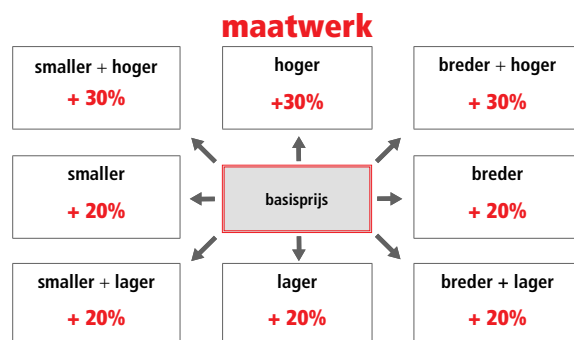 maatwerk
smaller + hoger
+ 30%
hoger
+30%
breder + hoger
+ 30%
smaller
+ 20%
basisprijs
breder
+ 20%
smaller + lager
+ 20%
lager
+ 20%
breder + lager
+ 20%